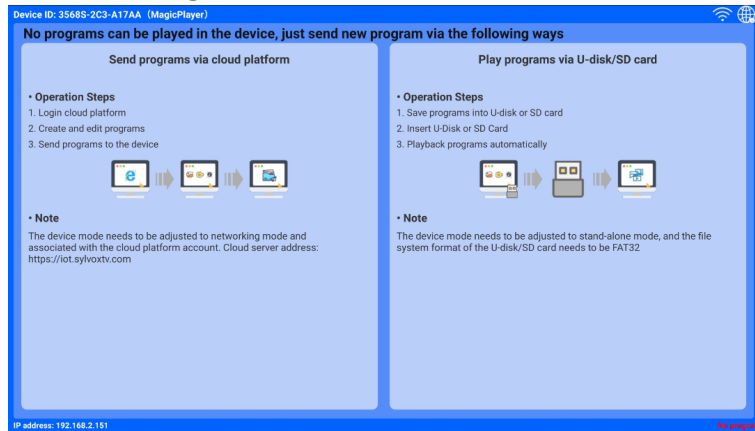 Device ID: 3568S-2C3-A17AA (MagicPlayer)
No programs can be played in the device, just send new program via the following ways
Send programs via cloud platform
• Operation Steps
1. Login cloud platform
2. Create and edit programs
3. Send programs to the device
• Note
The device mode needs to be adjusted to networking mode and
associated with the cloud platform account. Cloud server address:
https://iot.sylvoxtv.com
Play programs via U-disk/SD card
• Operation Steps
1. Save programs into U-disk or SD card
2. Insert U-Disk or SD Card
3. Playback programs automatically
• Note
The device mode needs to be adjusted to stand-alone mode, and the file
system format of the U-disk/SD card needs to be FAT32
IP address: 192.168.2.151